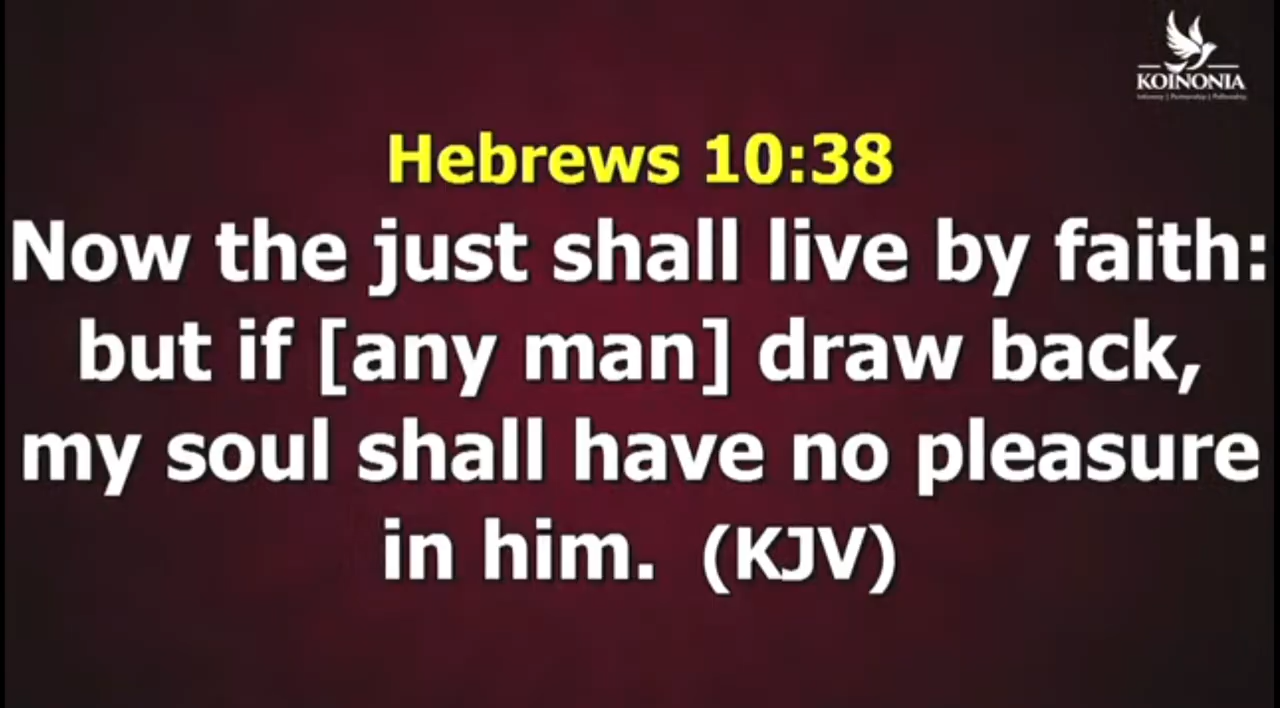 KOINONIA
Hebrews 10:38
Now the just shall live by faith:
but if [any man] draw back,
my soul shall have no pleasure
in him. (KJV)